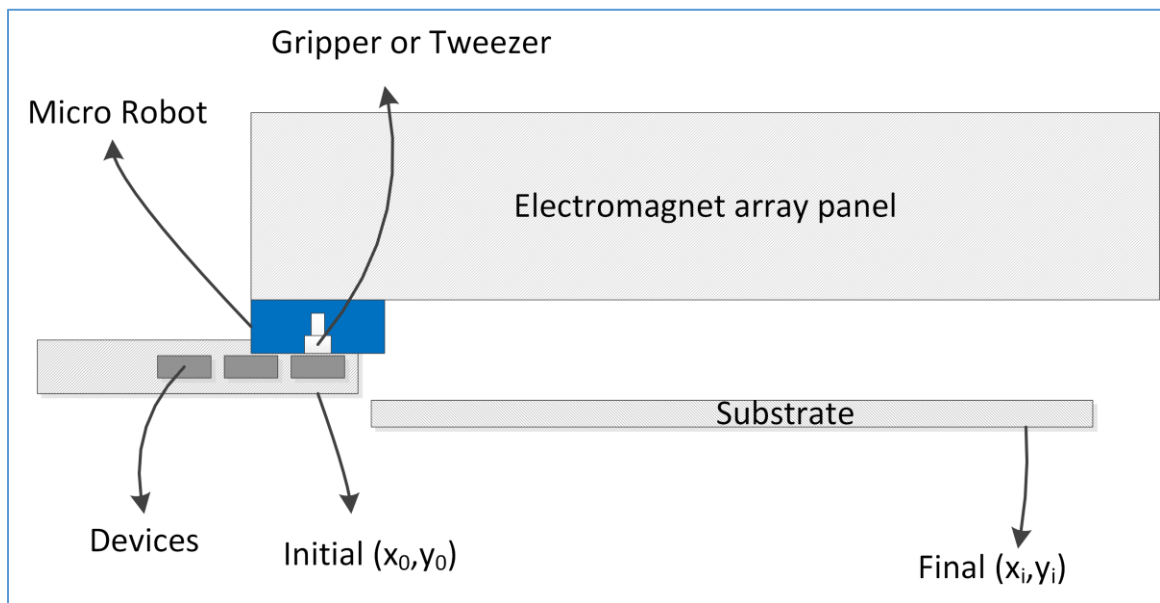 Gripper or Tweezer
Micro Robot
Electromagnet array panel
Substrate
Devices
Initial (x₀,y₀)
Final (xᵢ,yᵢ)